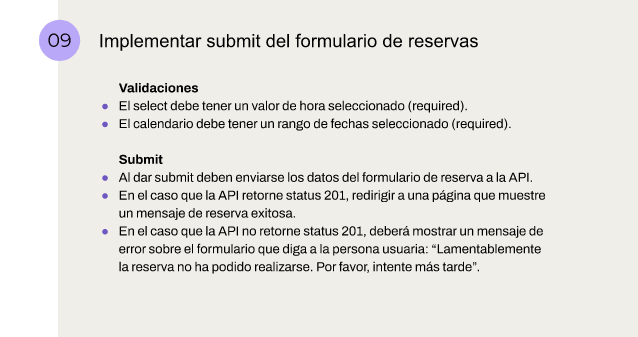 09
Implementar submit del formulario de reservas
Validaciones
● El select debe tener un valor de hora seleccionado (required).
● El calendario debe tener un rango de fechas seleccionado (required).
Submit
● Al dar submit deben enviarse los datos del formulario de reserva a la API.
● En el caso que la API retorne status 201, redirigir a una página que muestre
un mensaje de reserva exitosa.
● En el caso que la API no retorne status 201, deberá mostrar un mensaje de
error sobre el formulario que diga a la persona usuaria: “Lamentablemente
la reserva no ha podido realizarse. Por favor, intente más tarde”.